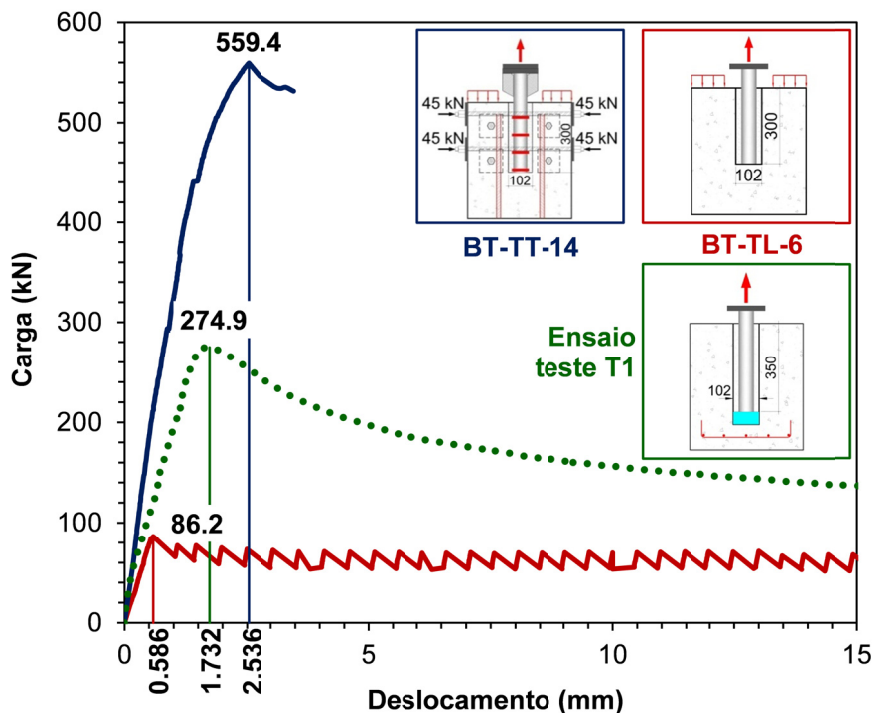 600
500
400
300
200
100
0
Carga (kN)
559.4
274.9
86.2
45 kN
45 kN
45 kN
45 kN
300
102
BT-TT-14
300
102
BT-TL-6
Ensaio
teste T1
350
102
0
5
10
15
0.586
1.732
2.536
Deslocamento (mm)